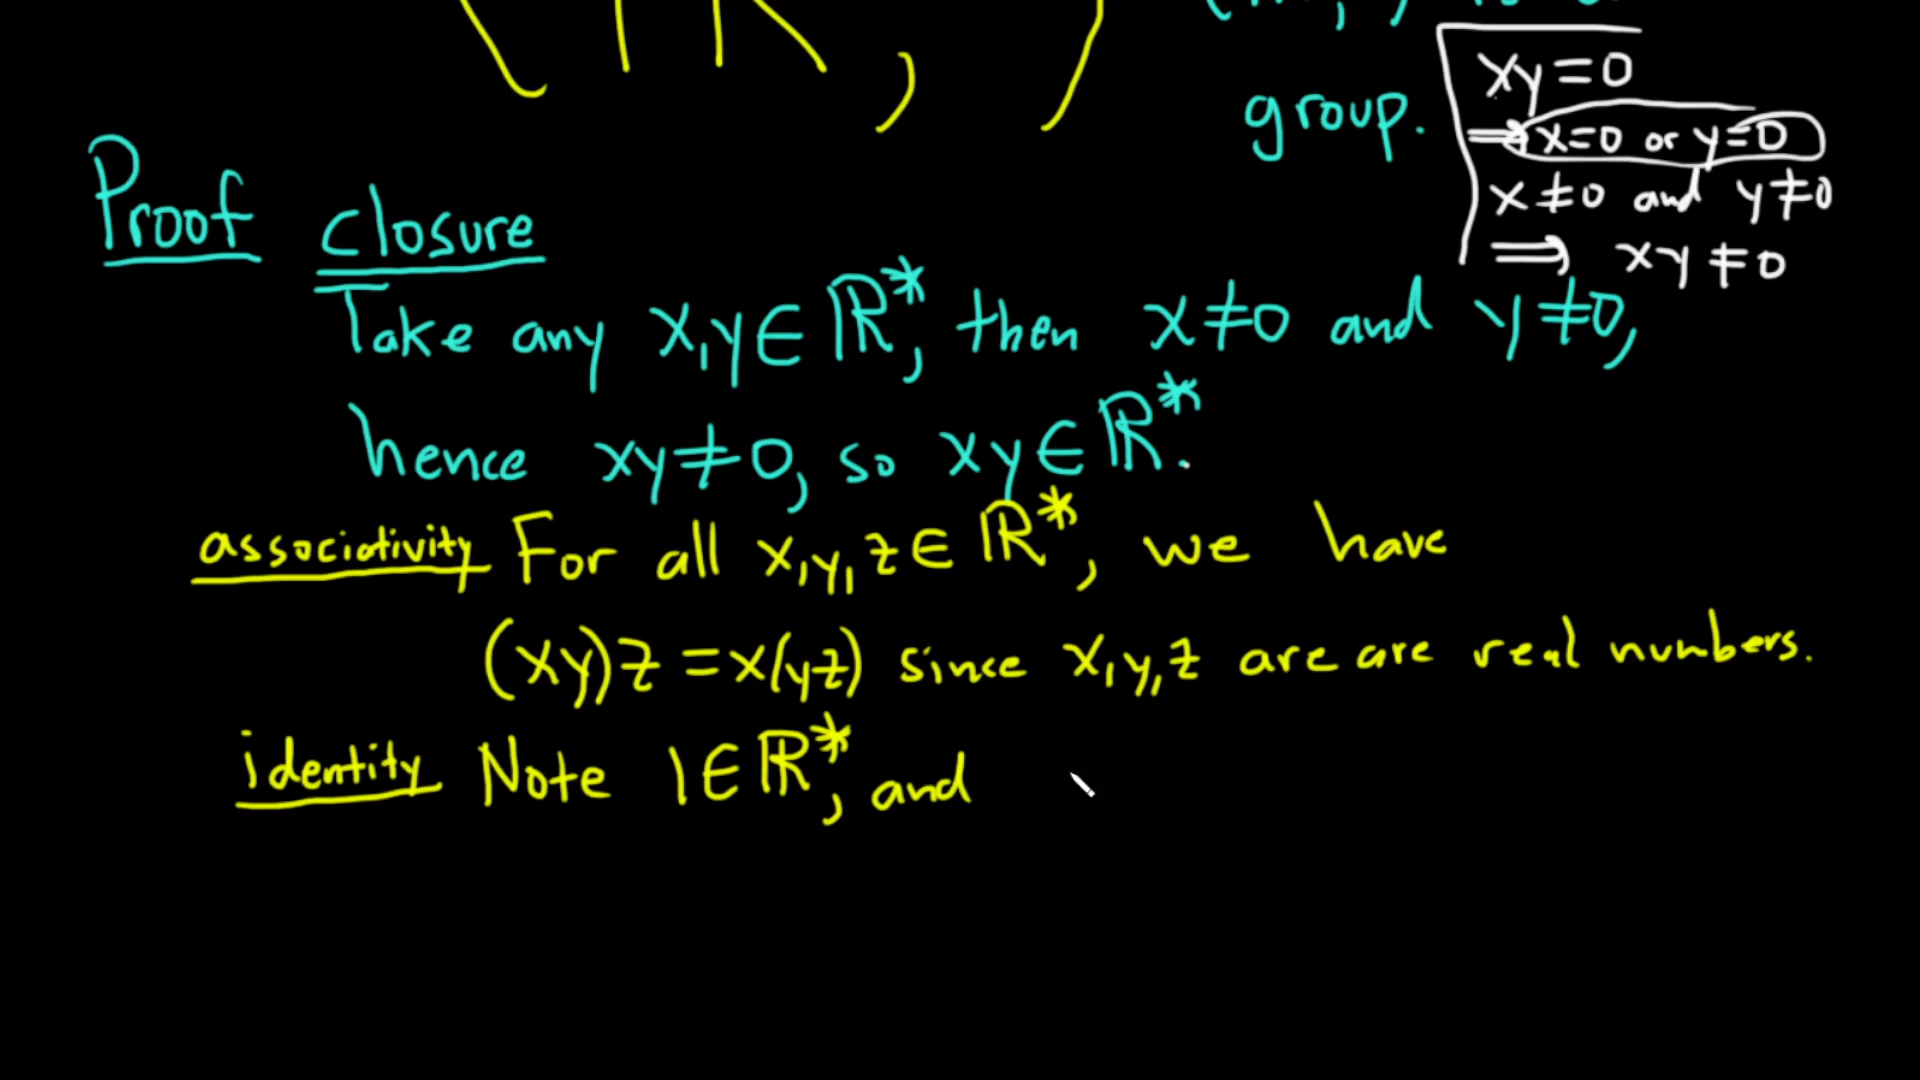 (ℝ, )
group.
xy=0
⟹ x=0 or y=0
x≠0 and y≠0
⟹ xy≠0
Proof closure
Take any x,y∈ℝ*, then x≠0 and y≠0,
hence xy≠0, so xy∈ℝ*.
associativity For all x,y,z∈ℝ*, we have
(xy)z=x(yz) since x,y,z are are real numbers.
identity Note 1∈ℝ*, and